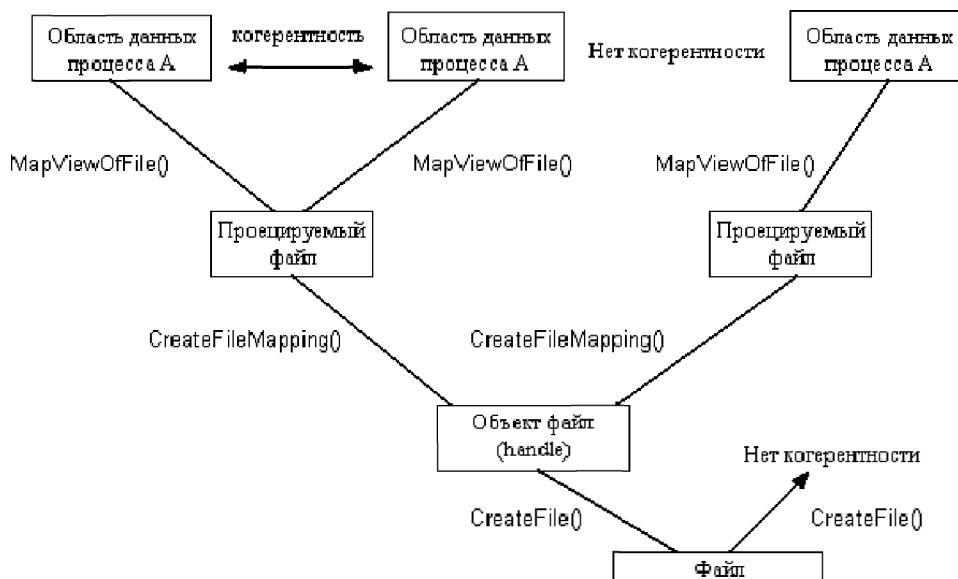 Область данных
процесса А
когерентность
Область данных
процесса А
Нет когерентности
Область данных
процесса А
MapViewOfFile()
MapViewOfFile()
MapViewOfFile()
Проецируемый
файл
Проецируемый
файл
CreateFileMapping()
CreateFileMapping()
Объект файл
(handle)
Нет когерентности
CreateFile()
CreateFile()
Файл